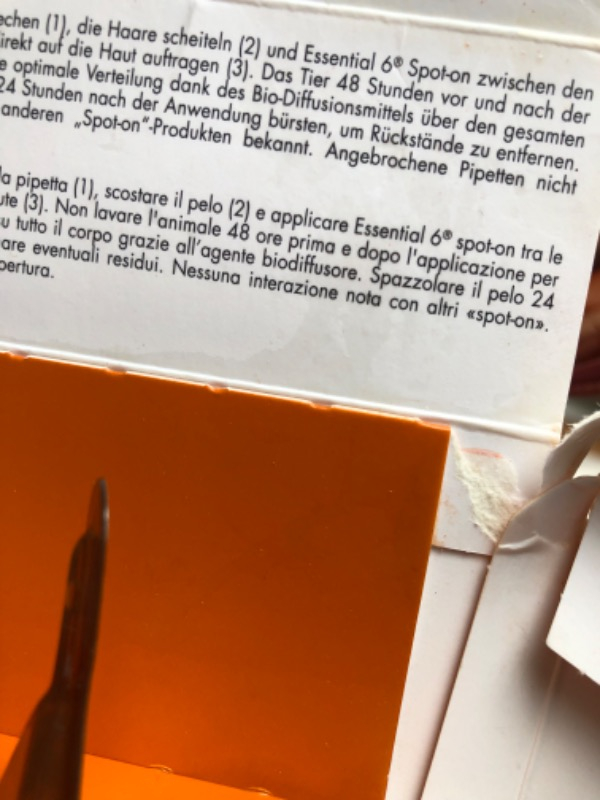 echen (1), die Haare scheiteln (2) und Essential 6® Spot-on zwischen den
irekt auf die Haut auftragen (3). Das Tier 48 Stunden vor und nach der
e optimale Verteilung dank des Bio-Diffusionsmittels über den gesamten
24 Stunden nach der Anwendung bürsten, um Rückstände zu entfernen.
anderen „Spot-on“-Produkten bekannt. Angebrochene Pipetten nicht
la pipetta (1), scostare il pelo (2) e applicare Essential 6® spot-on tra le
ute (3). Non lavare l'animale 48 ore prima e dopo l'applicazione per
u tutto il corpo grazie all'agente biodiffusore. Spazzolare il pelo 24
are eventuali residui. Nessuna interazione nota con altri «spot-on».
pertura.